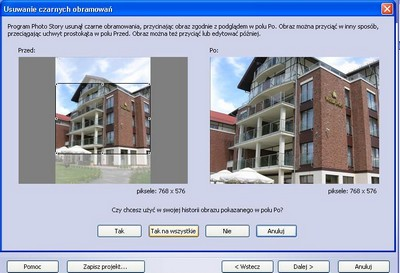 Usuwanie czarnych obramowań
Program Photo Story usunął czarne obramowania, przycinając obraz zgodnie z podglądem w polu Po. Obraz można przyciąć w inny sposób,
przeciągając uchwyt prostokąta w polu Przed. Obraz można też przyciąć lub edytować później.
Przed:
Po:
piksele: 768 x 576
piksele: 768 x 576
Czy chcesz użyć w swojej historii obrazu pokazanego w polu Po?
Tak
Tak na wszystkie
Nie
Anuluj
Pomoc
Zapisz projekt...
< Wstecz
Dalej >
Anuluj